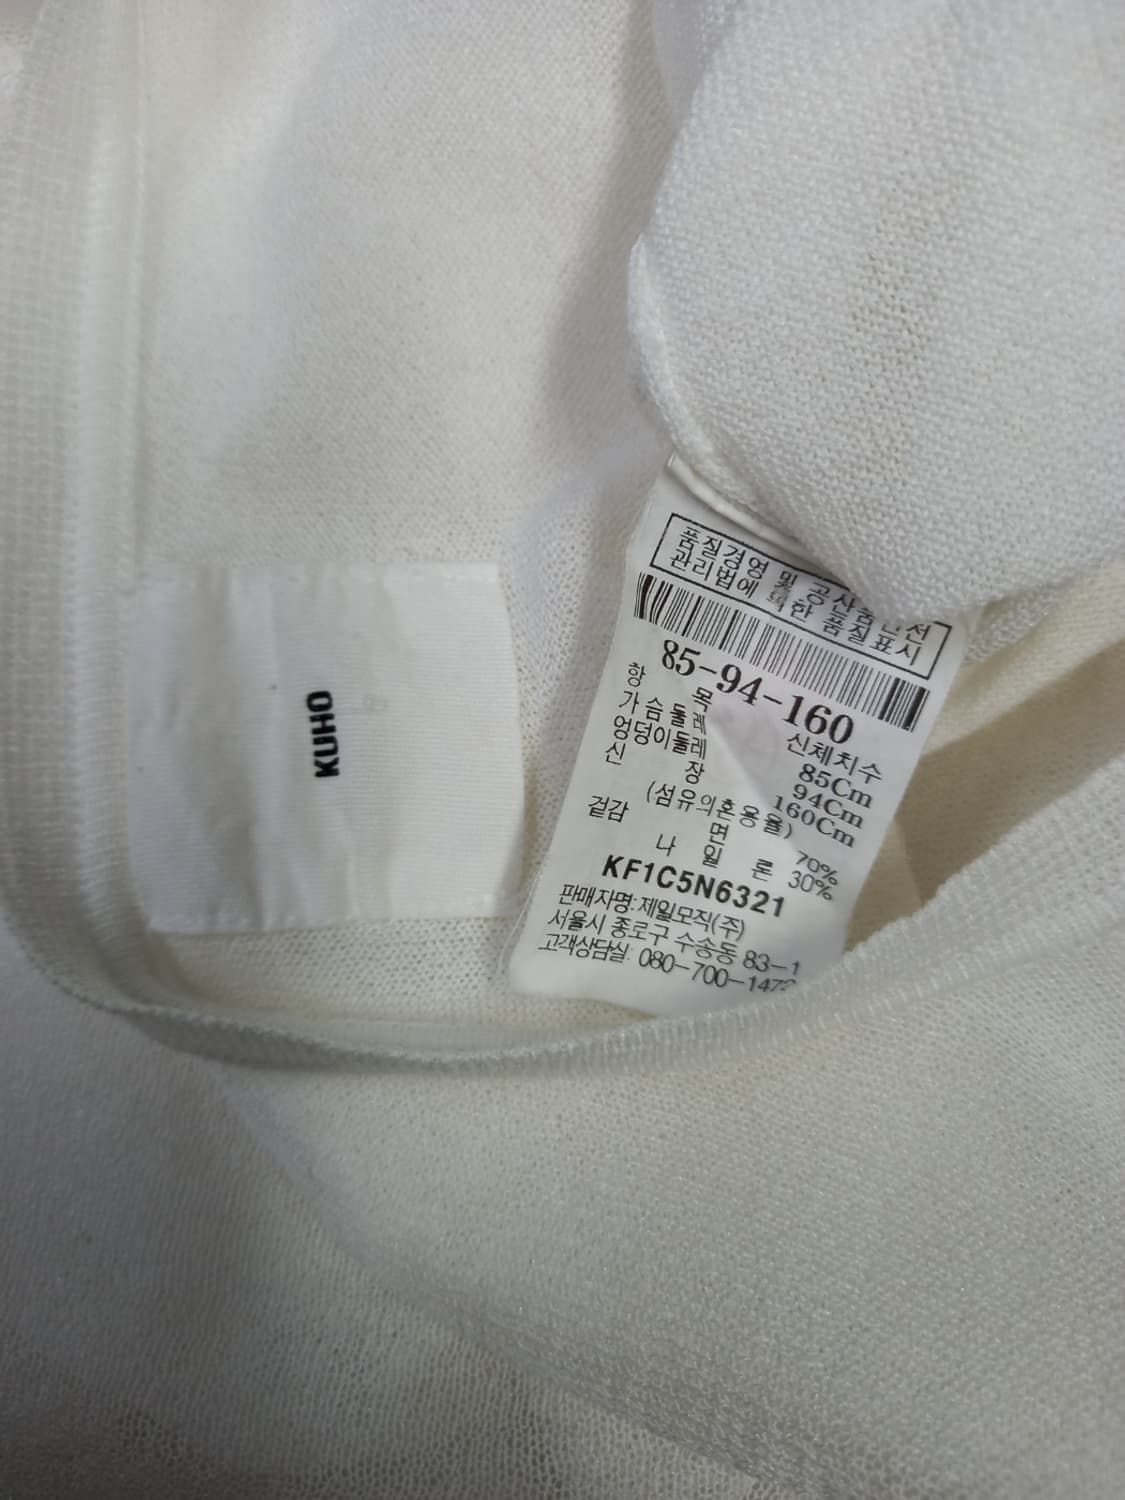 KUHO
품질경영 및 공산품안전
관리법에 의한 품질표시
85-94-160
항 목 신체치수
가슴둘레 85Cm
엉덩이둘레 94Cm
신 장 160Cm
(섬유의혼용율)
겉감 면 70%
나일론 30%
KF1C5N6321
판매자명: 제일모직(주)
서울시 종로구 수송동 83-1
고객상담실: 080-700-147